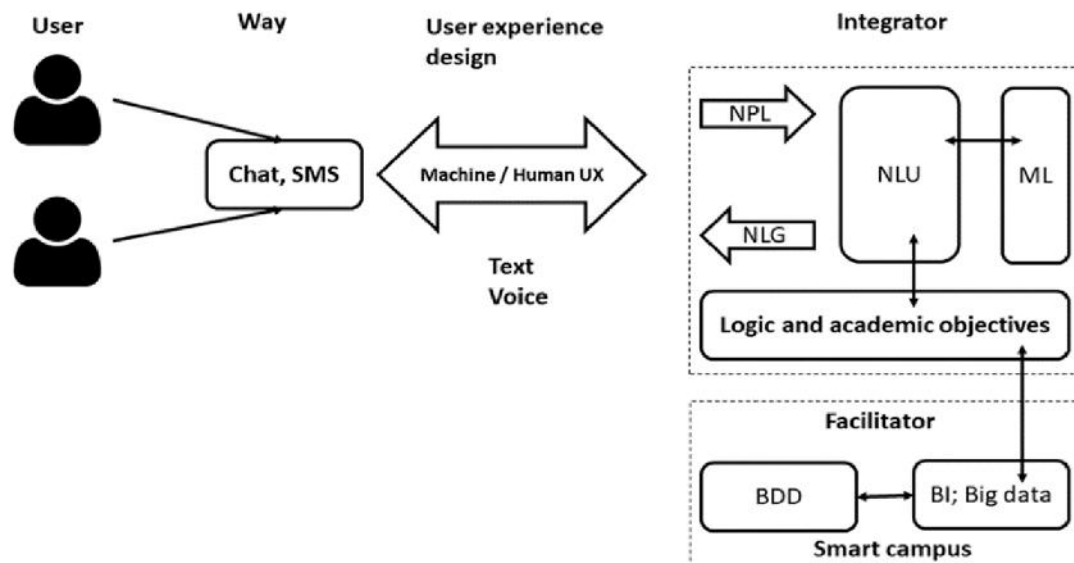 User
Way
User experience
design
Integrator
Chat, SMS
Machine / Human UX
Text
Voice
NPL
NLG
NLU
ML
Logic and academic objectives
Facilitator
BDD
BI; Big data
Smart campus